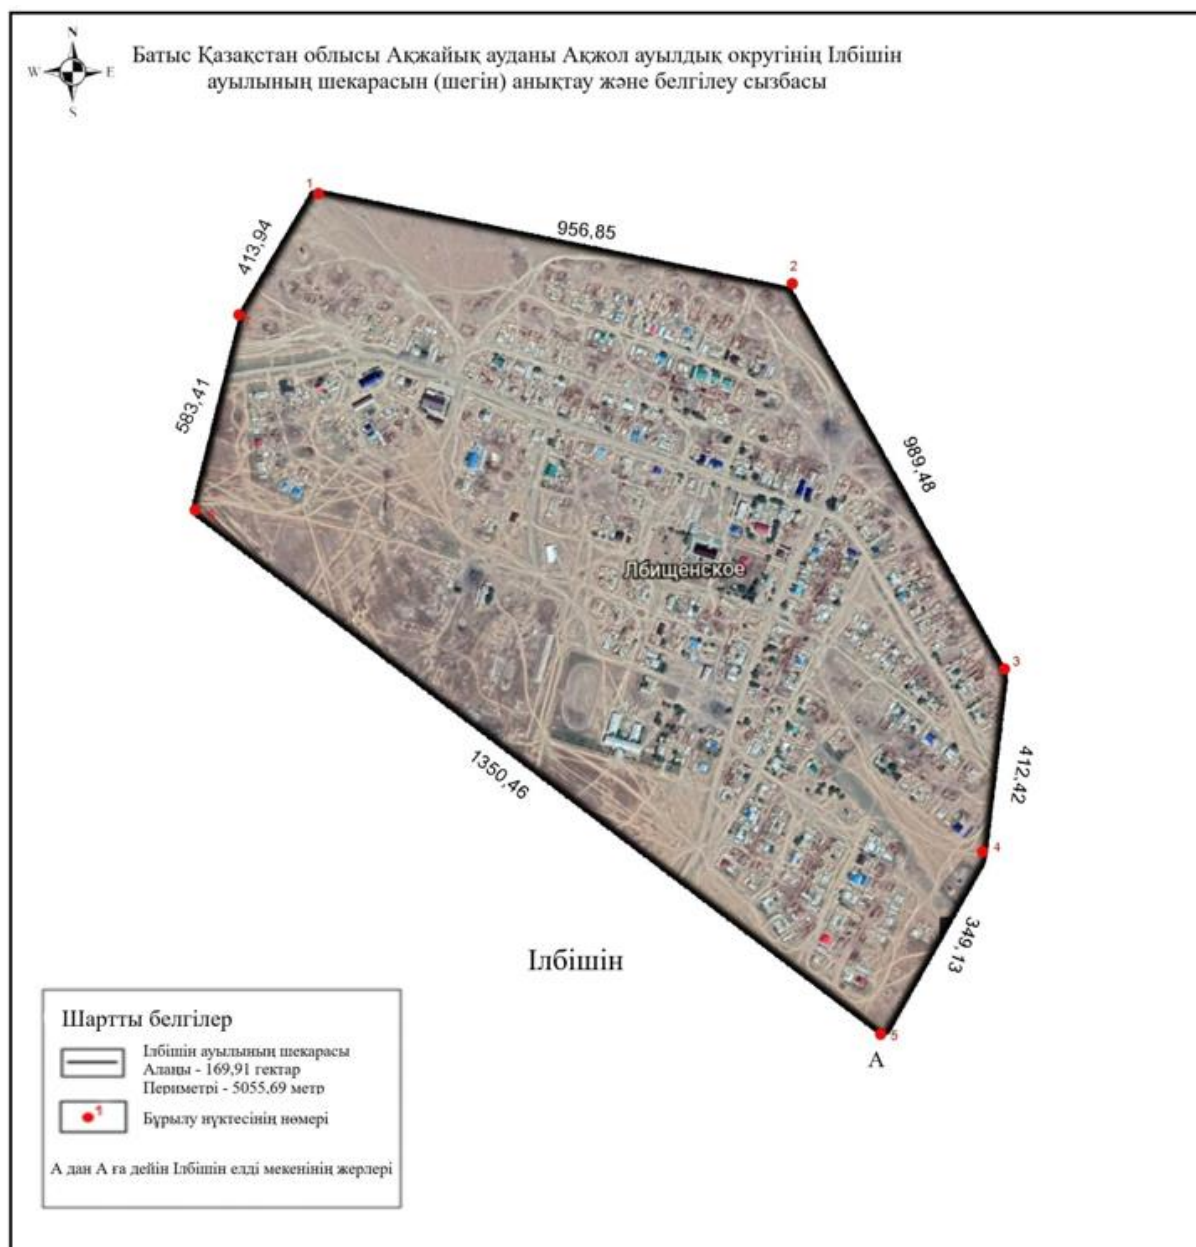 N
W E
S
Батыс Қазақстан облысы Ақжайық ауданы Ақжол ауылдық округінің Ілбішін
ауылының шекарасын (шегін) анықтау және белгілеу сызбасы
1
956,85
413,94
2
583,41
989,48
Лбищенское
3
1350,46
412,42
4
349,13
Ілбішін
5
А
Шартты белгілер
Ілбішін ауылының шекарасы
Алаңы - 169,91 гектар
Периметрі - 5055,69 метр
1
Бұрылу нүктесінің нөмері
А дан А ға дейін Ілбішін елді мекенінің жерлері